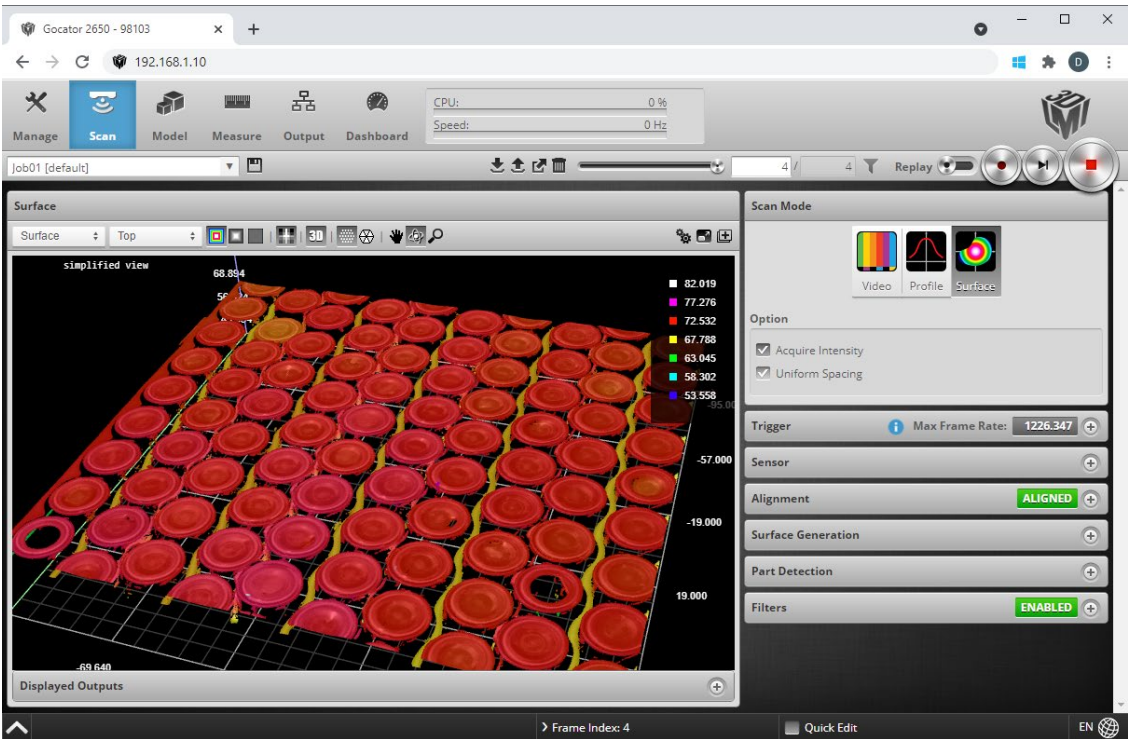 Gocator 2650 - 98103
192.168.1.10
D
Manage
Scan
Model
Measure
Output
Dashboard
CPU: 0 %
Speed: 0 Hz
Job01 [default]
4 / 4
Replay
Surface
Surface
Top
3D
simplified view
68.894
82.019
77.276
72.532
67.788
63.045
58.302
53.558
-95.00
-57.000
-19.000
19.000
-69.640
Displayed Outputs
Scan Mode
Video
Profile
Surface
Option
Acquire Intensity
Uniform Spacing
Trigger
Max Frame Rate: 1226.347
Sensor
Alignment
ALIGNED
Surface Generation
Part Detection
Filters
ENABLED
Frame Index: 4
Quick Edit
EN